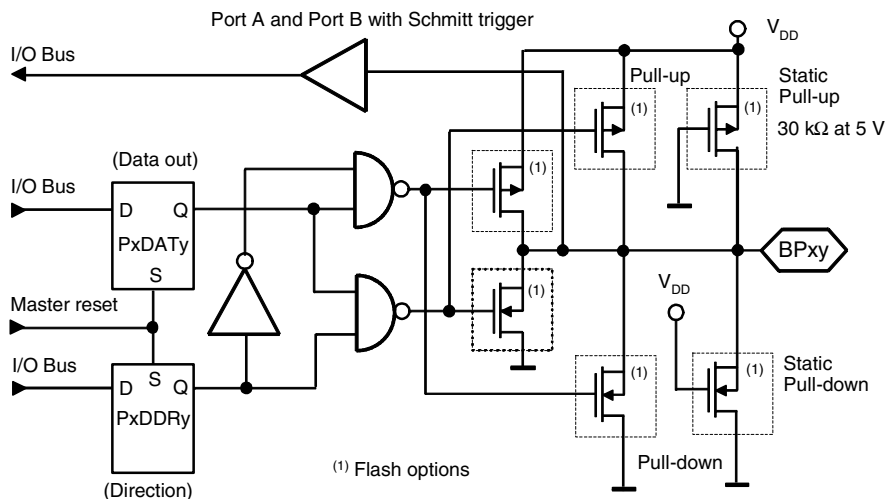 Port A and Port B with Schmitt trigger
V_DD
I/O Bus
Pull-up
Static
Pull-up
(1)
(1)
30 kΩ at 5 V
(Data out)
(1)
I/O Bus
D
Q
PxDATy
S
BPxy
(1)
V_DD
Master reset
I/O Bus
S
D
Q
PxDDRy
(1)
(1)
Static
Pull-down
(1) Flash options
Pull-down
(Direction)